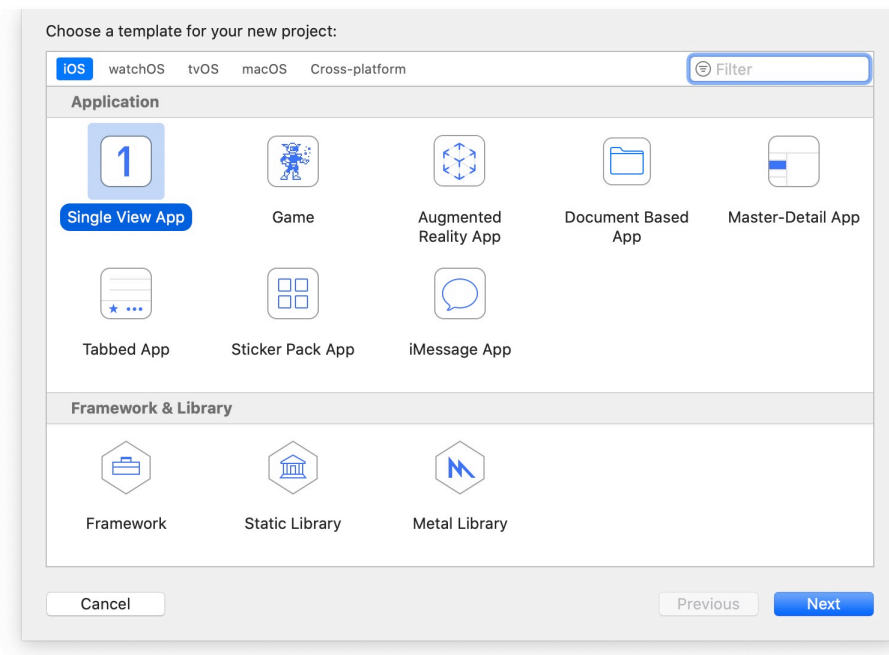 Choose a template for your new project:
iOS watchOS tvOS macOS Cross-platform Filter
Application
1
Single View App Game Augmented Reality App Document Based App Master-Detail App
Tabbed App Sticker Pack App iMessage App
Framework & Library
Framework Static Library Metal Library
Cancel Previous Next